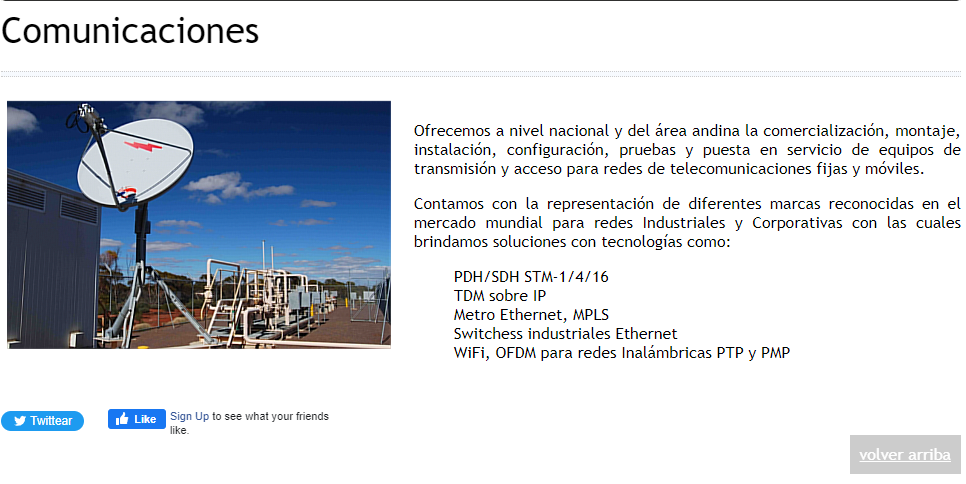 Comunicaciones
Ofrecemos a nivel nacional y del área andina la comercialización, montaje,
instalación, configuración, pruebas y puesta en servicio de equipos de
transmisión y acceso para redes de telecomunicaciones fijas y móviles.
Contamos con la representación de diferentes marcas reconocidas en el
mercado mundial para redes Industriales y Corporativas con las cuales
brindamos soluciones con tecnologías como:
PDH/SDH STM-1/4/16
TDM sobre IP
Metro Ethernet, MPLS
Switchess industriales Ethernet
WiFi, OFDM para redes Inalámbricas PTP y PMP
Twittear
Like
Sign Up to see what your friends
like.
volver arriba